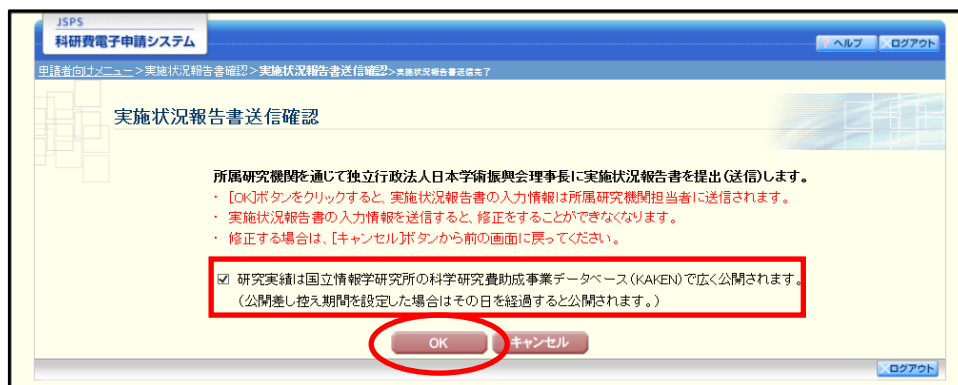 JSPS
科研費電子申請システム
? ヘルプ ×ログアウト
申請者向けメニュー>実施状況報告書確認>実施状況報告書送信確認>実施状況報告書送信完了
実施状況報告書送信確認
所属研究機関を通じて独立行政法人日本学術振興会理事長に実施状況報告書を提出(送信)します。
・ [OK]ボタンをクリックすると、実施状況報告書の入力情報は所属研究機関担当者に送信されます。
・ 実施状況報告書の入力情報を送信すると、修正をすることができなくなります。
・ 修正する場合は、[キャンセル]ボタンから前の画面に戻ってください。
研究実績は国立情報学研究所の科学研究費助成事業データベース(KAKEN)で広く公開されます。
(公開差し控え期間を設定した場合はその日を経過すると公開されます。)
OK キャンセル
×ログアウト